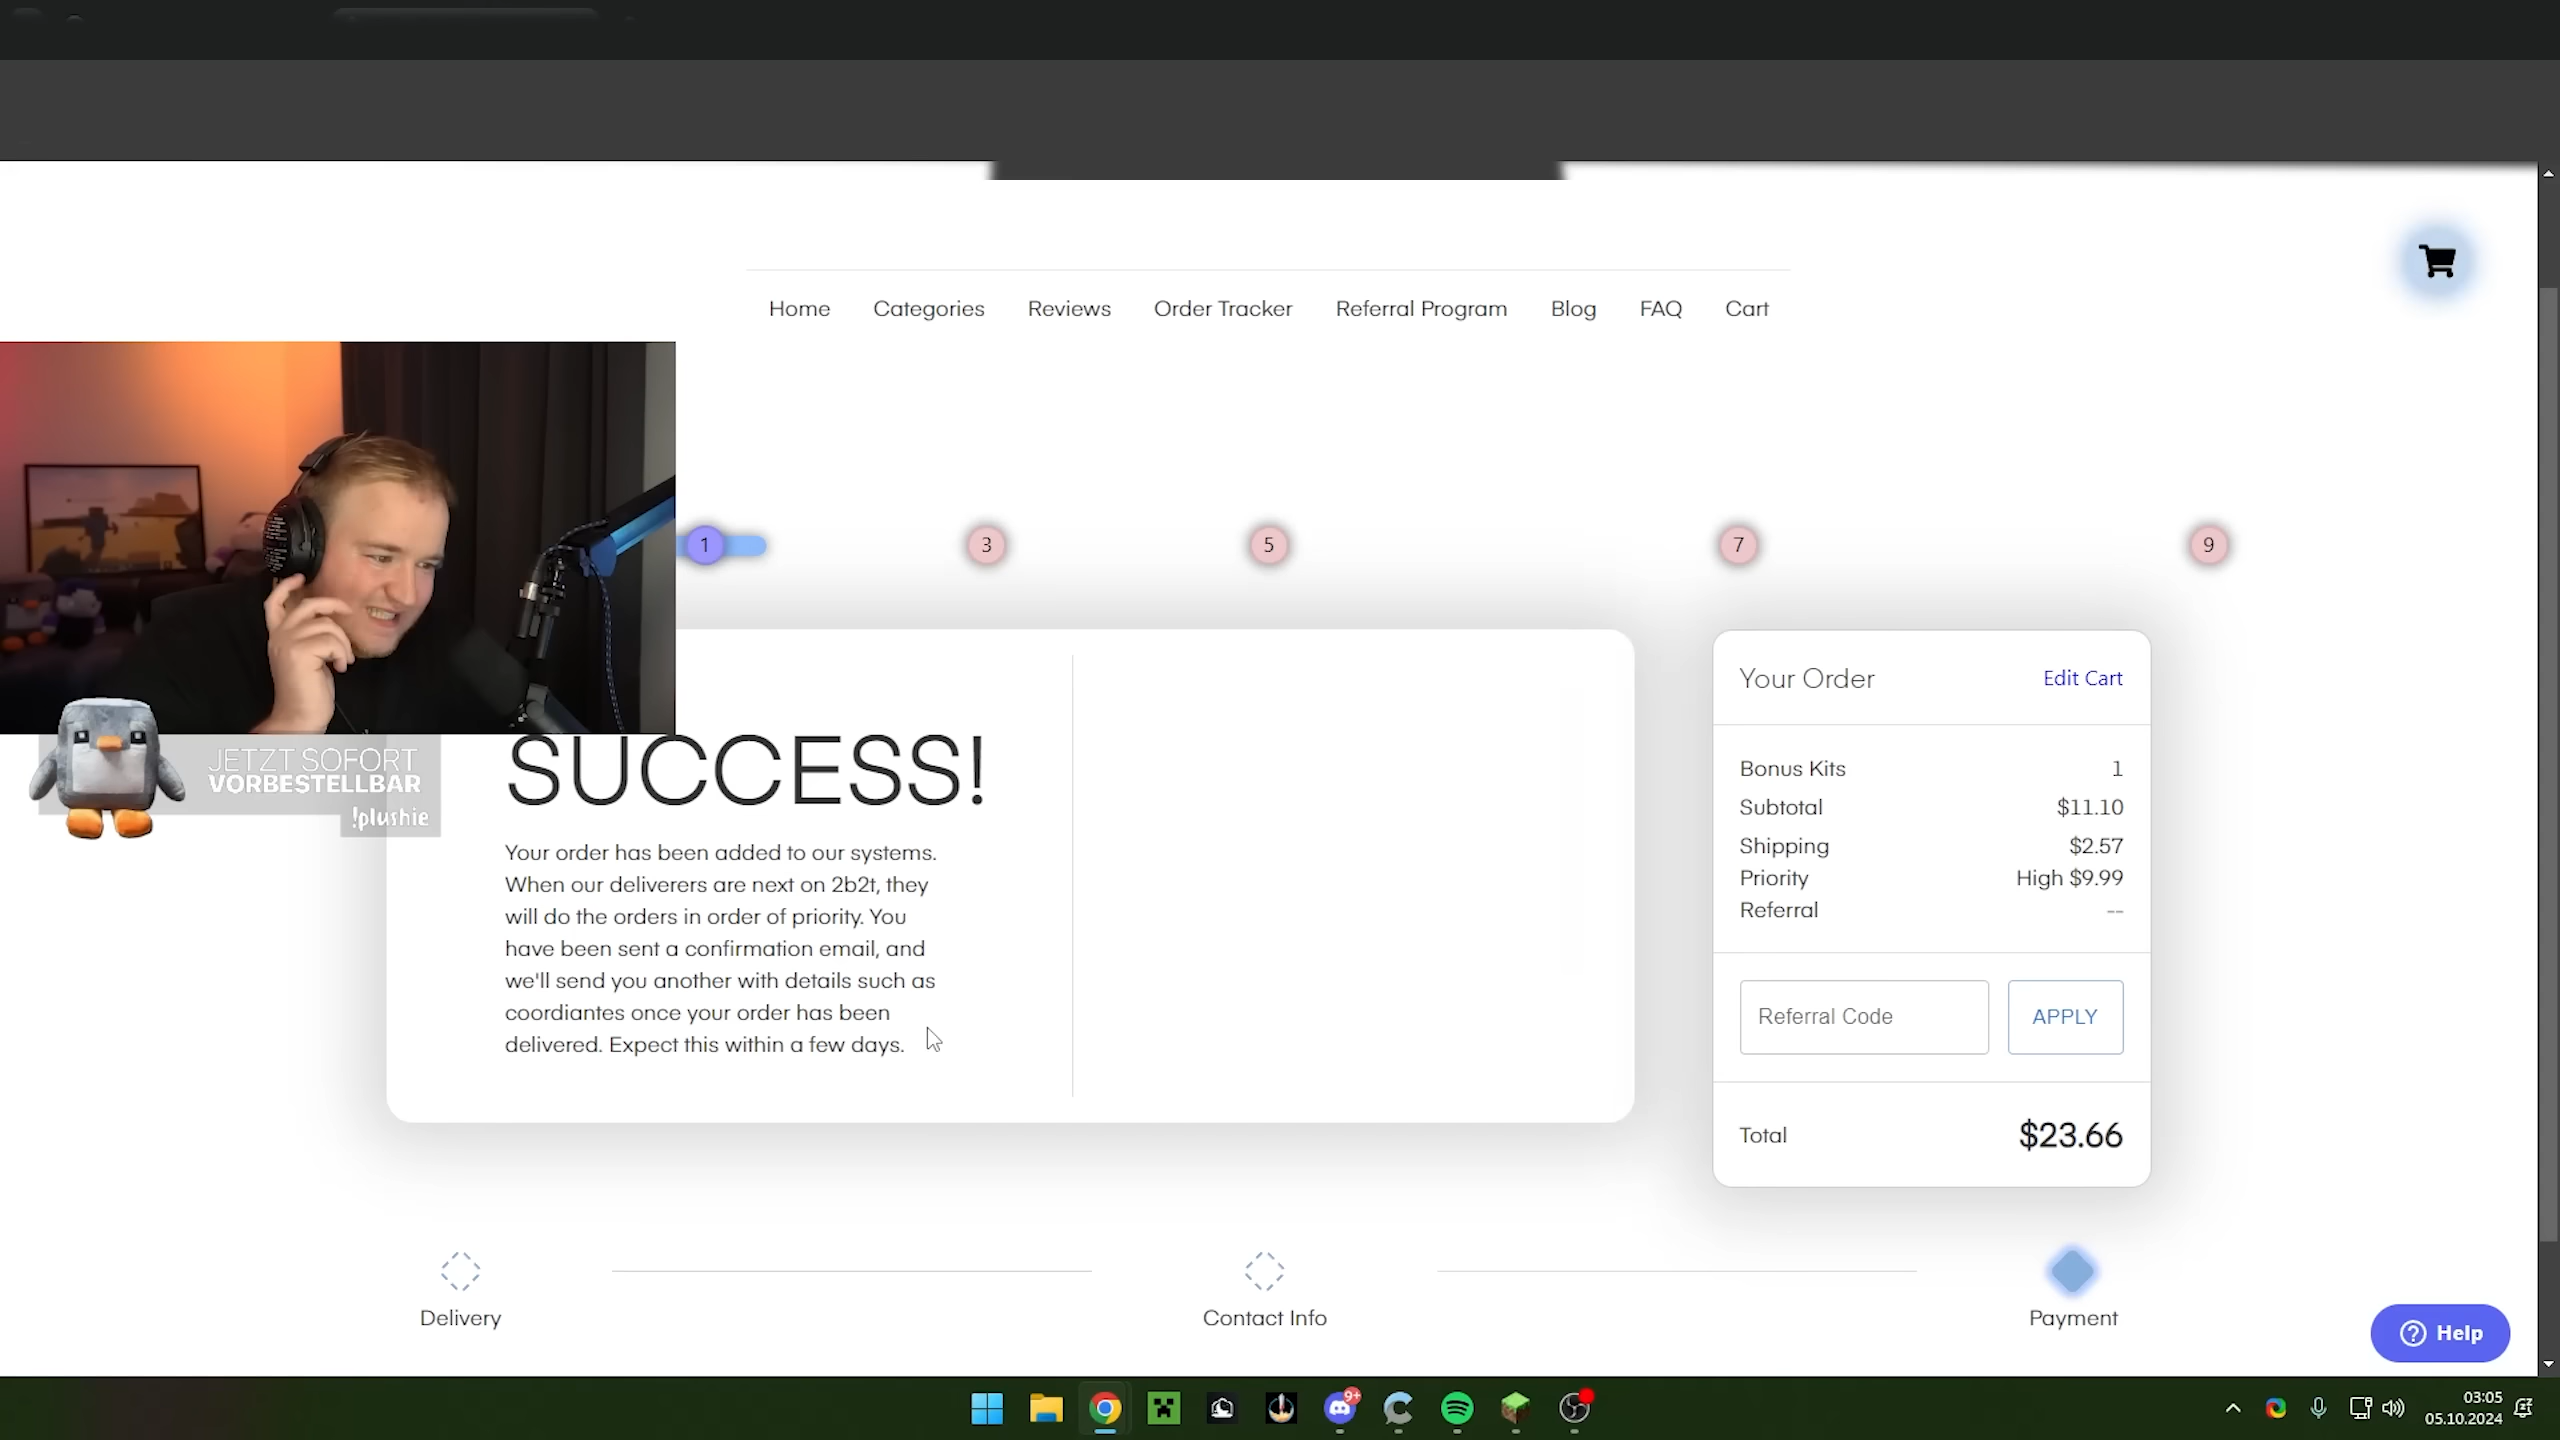 Home Categories Reviews Order Tracker Referral Program Blog FAQ Cart
1 3 5 7 9
JETZT SOFORT
VORBESTELLBAR
!plushie
SUCCESS!
Your order has been added to our systems.
When our deliverers are next on 2b2t, they
will do the orders in order of priority. You
have been sent a confirmation email, and
we'll send you another with details such as
coordiantes once your order has been
delivered. Expect this within a few days.
Your Order Edit Cart
Bonus Kits 1
Subtotal $11.10
Shipping $2.57
Priority High $9.99
Referral --
Referral Code APPLY
Total $23.66
Delivery Contact Info Payment
Help
9+
03:05
05.10.2024